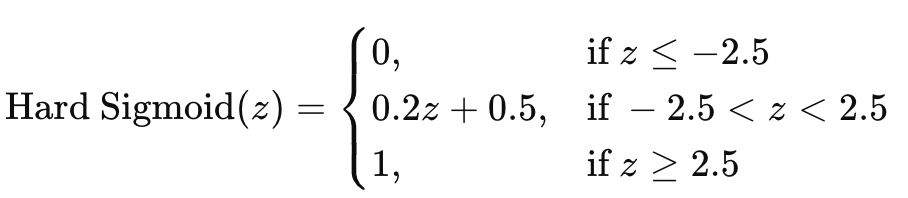 0, if z ≤ −2.5
Hard Sigmoid(z) = { 0.2z + 0.5, if − 2.5 < z < 2.5
1, if z ≥ 2.5